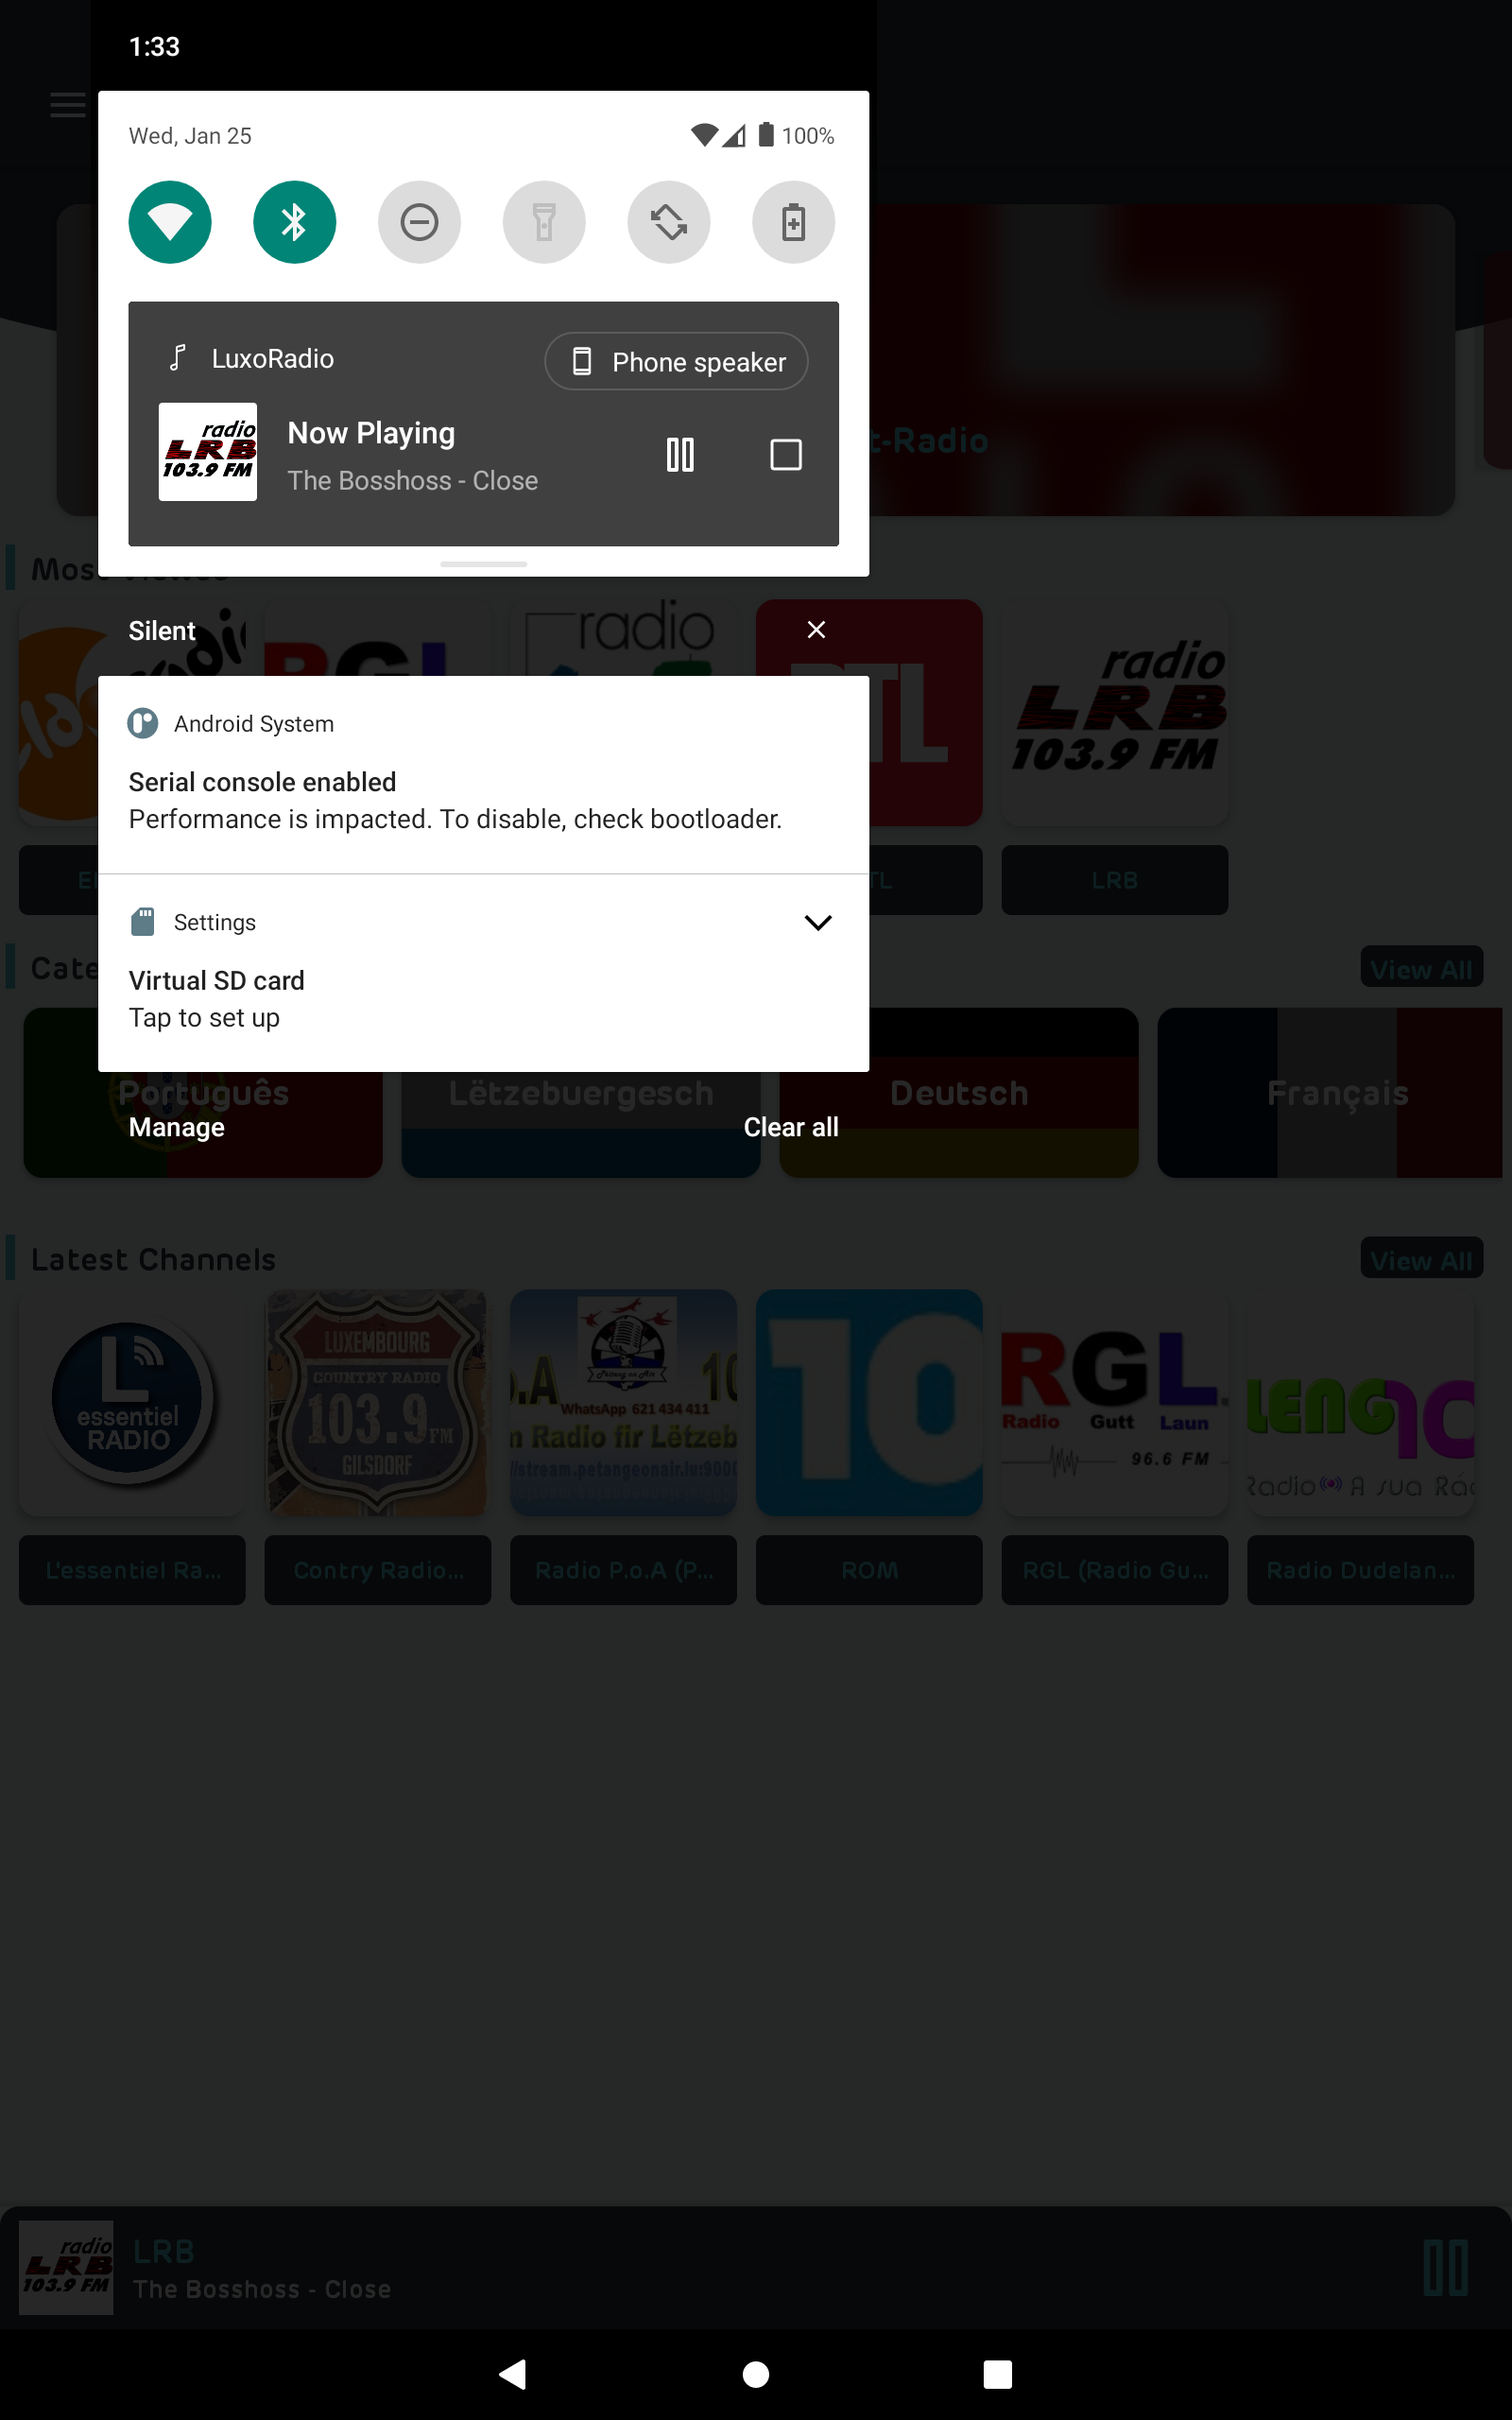 1:33
Wed, Jan 25
100%
LuxoRadio
Phone speaker
radio
LRB
103.9 FM
Now Playing
The Bosshoss - Close
t-Radio
Silent
radio
radio
LRB
103.9 FM
Android System
Serial console enabled
Performance is impacted. To disable, check bootloader.
TL
LRB
Settings
Virtual SD card
Tap to set up
View All
Português
Lëtzebuergesch
Deutsch
Français
Manage
Clear all
Latest Channels
View All
L
essentiel
RADIO
LUXEMBOURG
COUNTRY RADIO
103.9 FM
GILSDORF
WhatsApp 621 434 411
Radio fir Lëtzeb
10
RGL
Radio Gutt Laun
96.6 FM
LENG
Radio A sua Rá
L'essentiel Ra...
Contry Radio...
Radio P.o.A (P...
ROM
RGL (Radio Gu...
Radio Dudelan...
radio
LRB
103.9 FM
LRB
The Bosshoss - Close